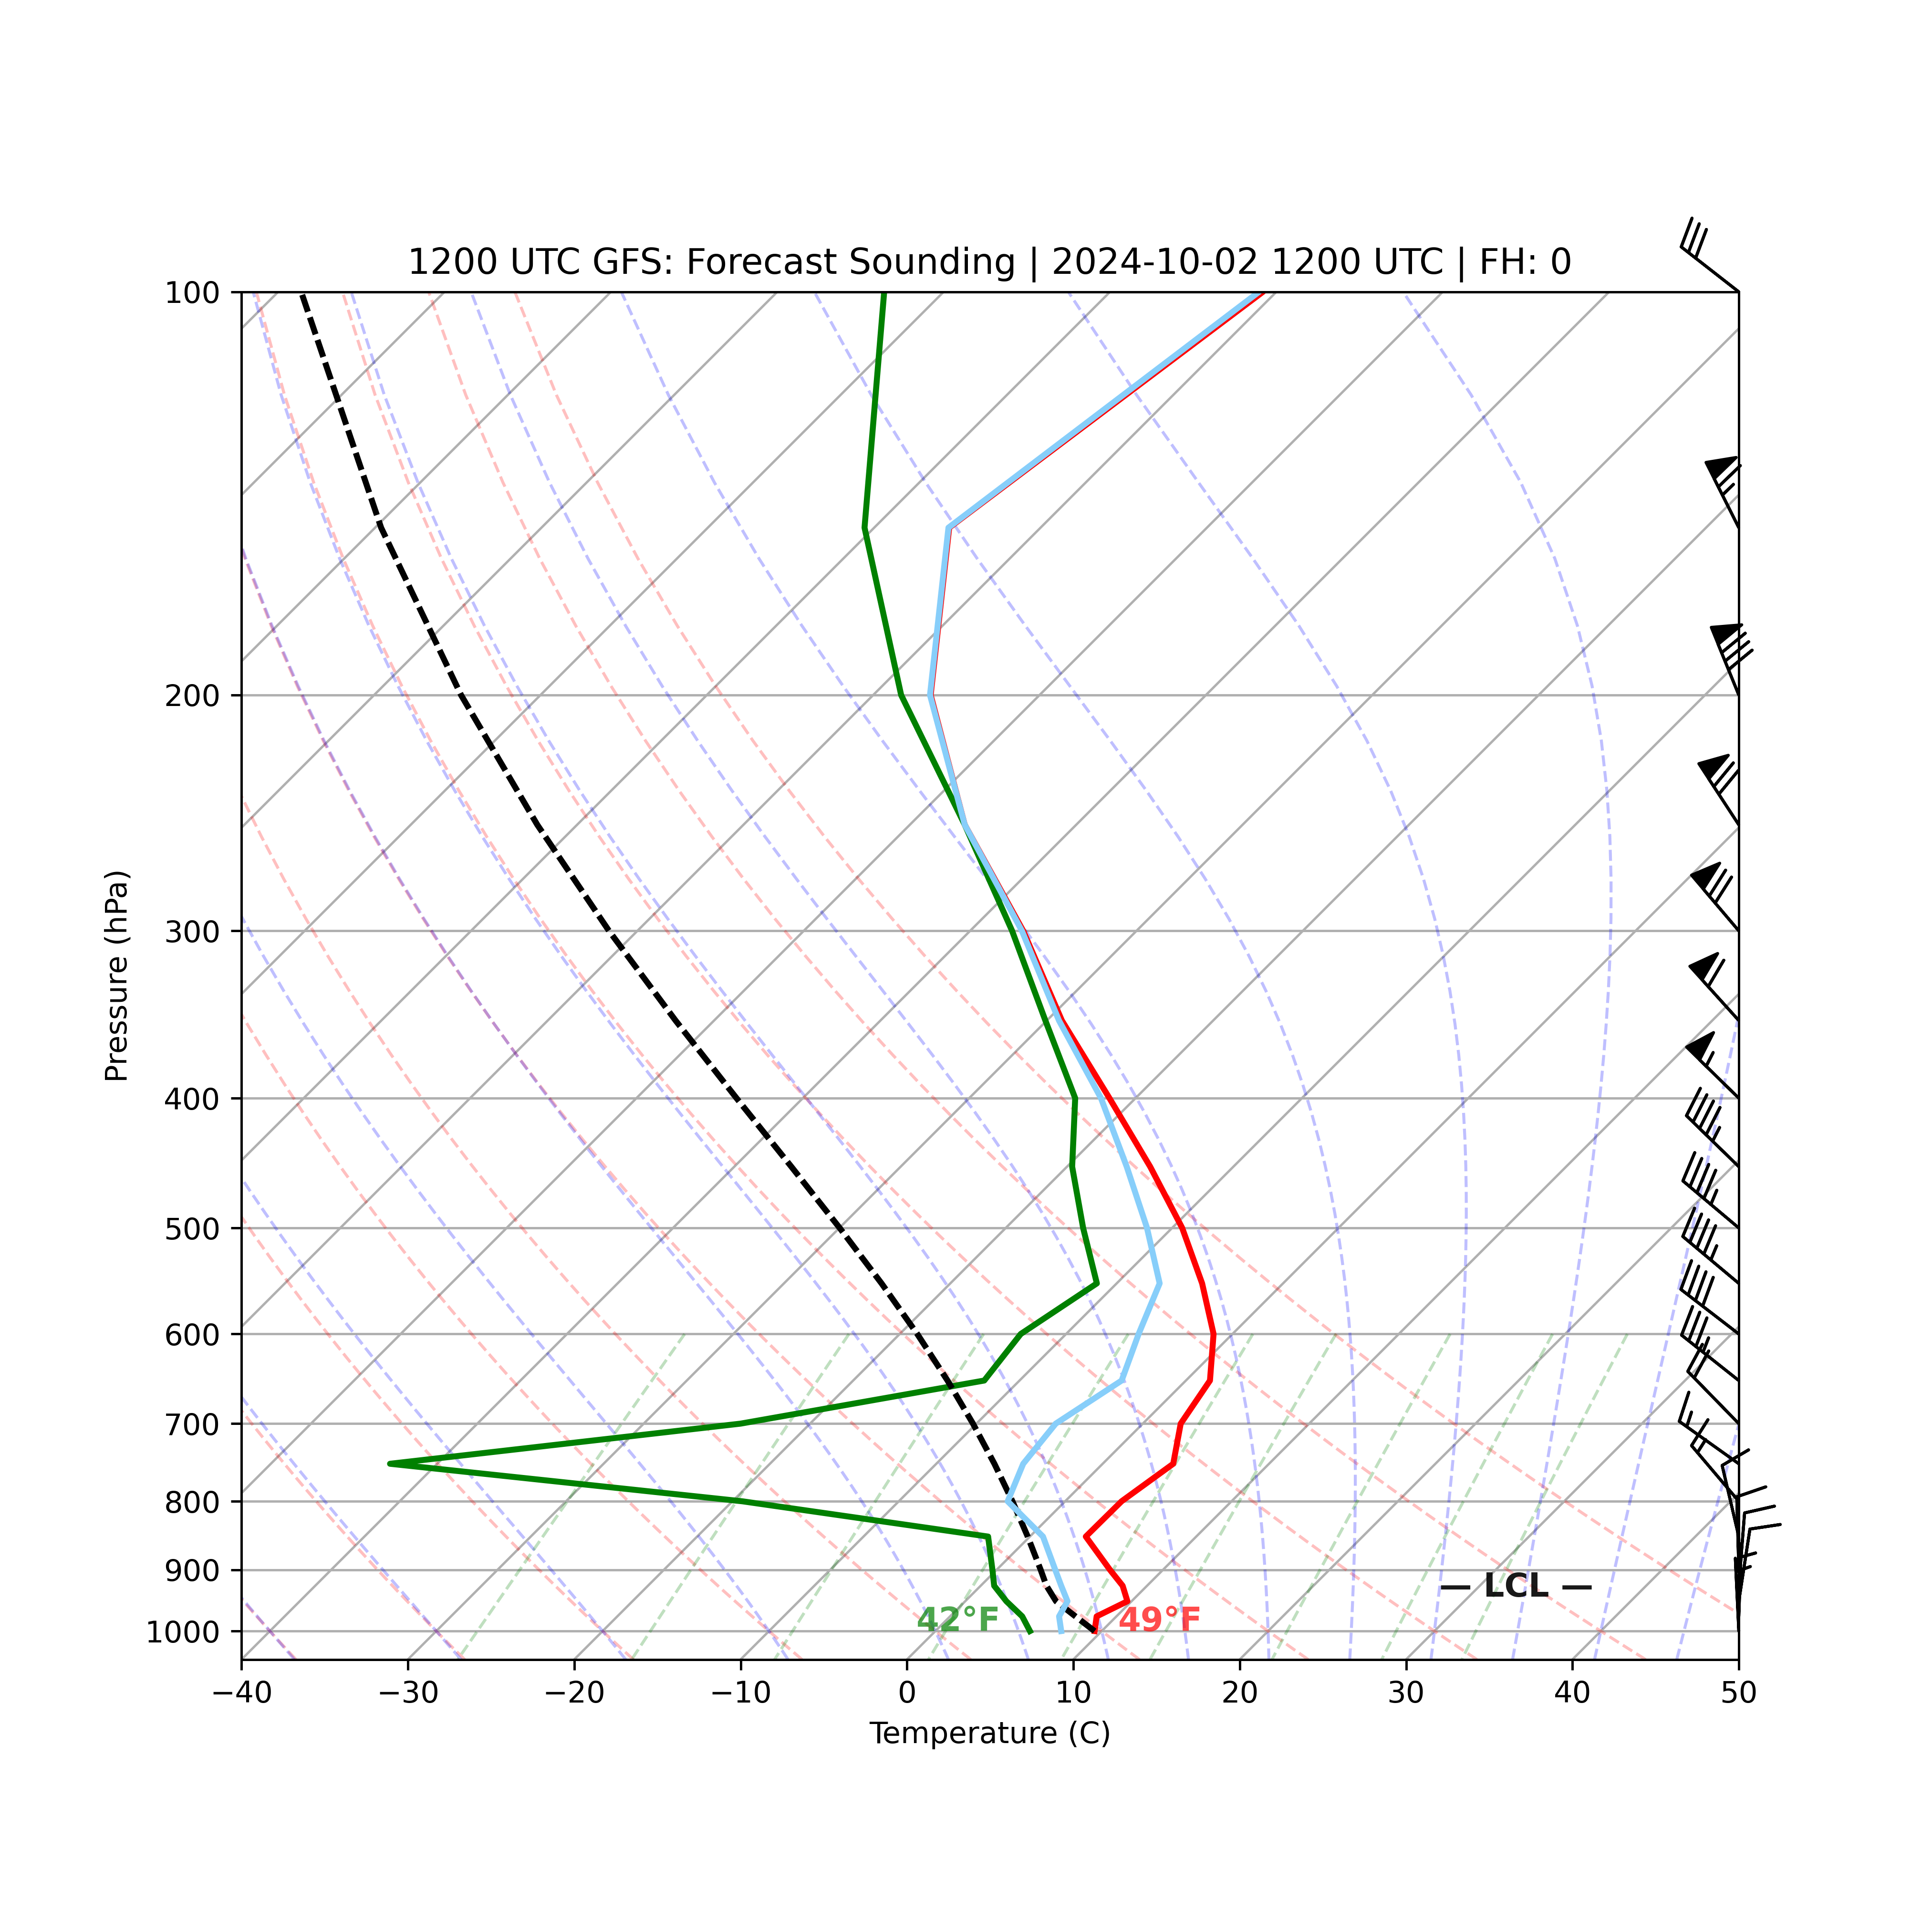 1200 UTC GFS: Forecast Sounding | 2024-10-02 1200 UTC | FH: 0
100
200
300
400
500
600
700
800
900
1000
Pressure (hPa)
— LCL —
42°F
49°F
−40 −30 −20 −10 0 10 20 30 40 50
Temperature (C)